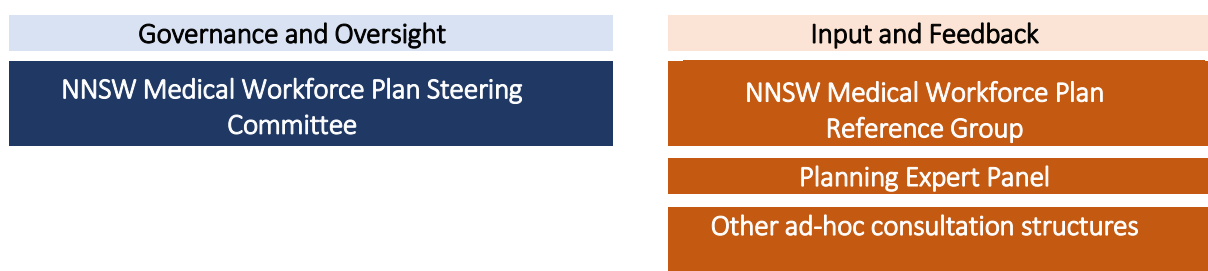 Governance and Oversight
NNSW Medical Workforce Plan Steering
Committee
Input and Feedback
NNSW Medical Workforce Plan
Reference Group
Planning Expert Panel
Other ad-hoc consultation structures